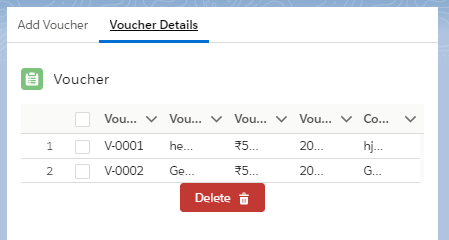 Add Voucher Voucher Details
Voucher
Vou... Vou... Vou... Vou... Co...
1 V-0001 he... ₹5... 20... hj...
2 V-0002 Ge... ₹5... 20... G...
Delete